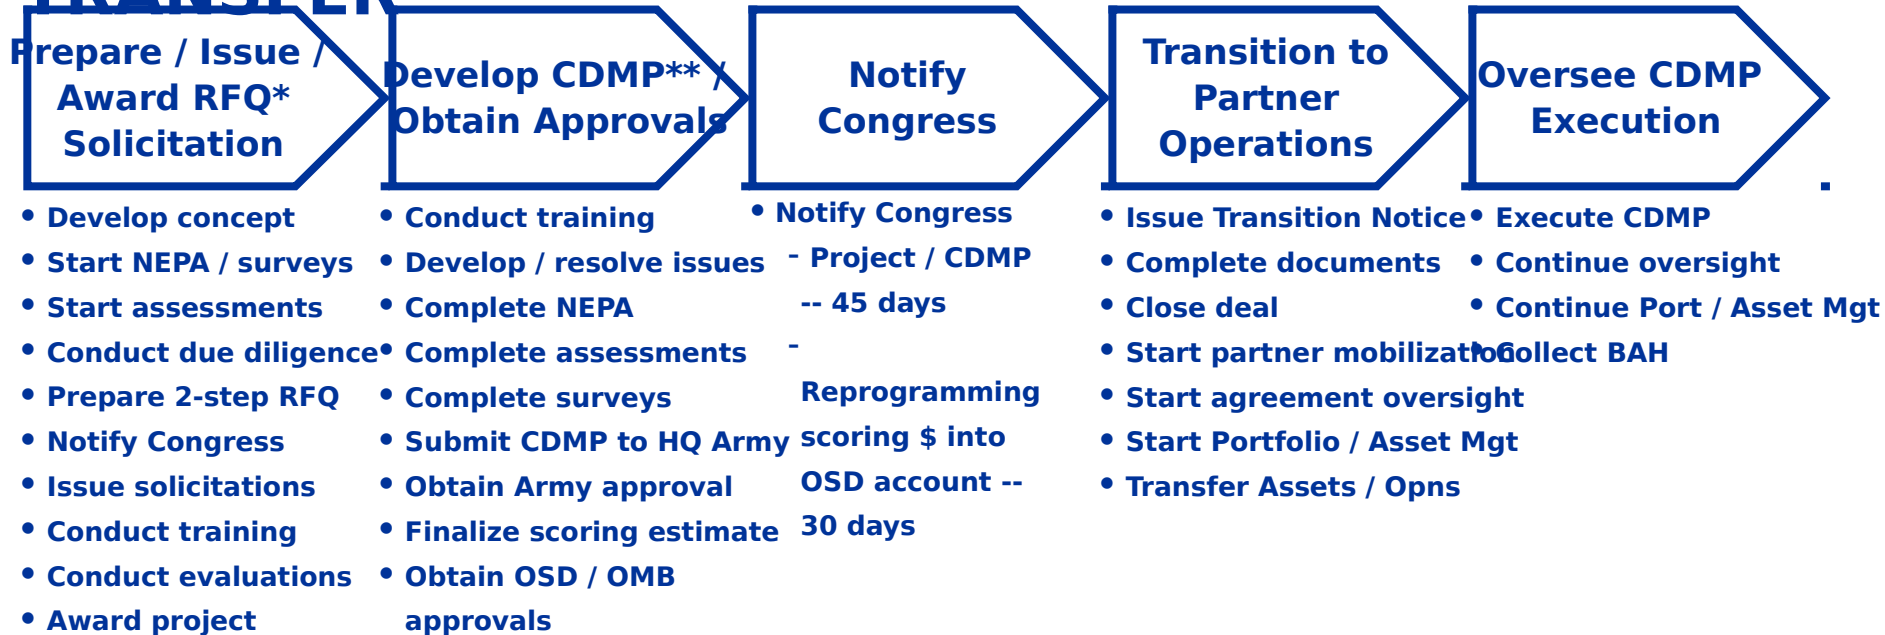 TRANSFER
Prepare / Issue /
Award RFQ*
Solicitation
Develop CDMP** /
Obtain Approvals
Notify
Congress
Transition to
Partner
Operations
Oversee CDMP
Execution
• Develop concept
• Start NEPA / surveys
• Start assessments
• Conduct due diligence
• Prepare 2-step RFQ
• Notify Congress
• Issue solicitations
• Conduct training
• Conduct evaluations
• Award project
• Conduct training
• Develop / resolve issues
• Complete NEPA
• Complete assessments
• Complete surveys
• Submit CDMP to HQ Army
• Obtain Army approval
• Finalize scoring estimate
• Obtain OSD / OMB
approvals
• Notify Congress
- Project / CDMP
-- 45 days
-
Reprogramming
scoring $ into
OSD account --
30 days
• Issue Transition Notice
• Complete documents
• Close deal
• Start partner mobilization
• Start agreement oversight
• Start Portfolio / Asset Mgt
• Transfer Assets / Opns
• Execute CDMP
• Continue oversight
• Continue Port / Asset Mgt
• Collect BAH